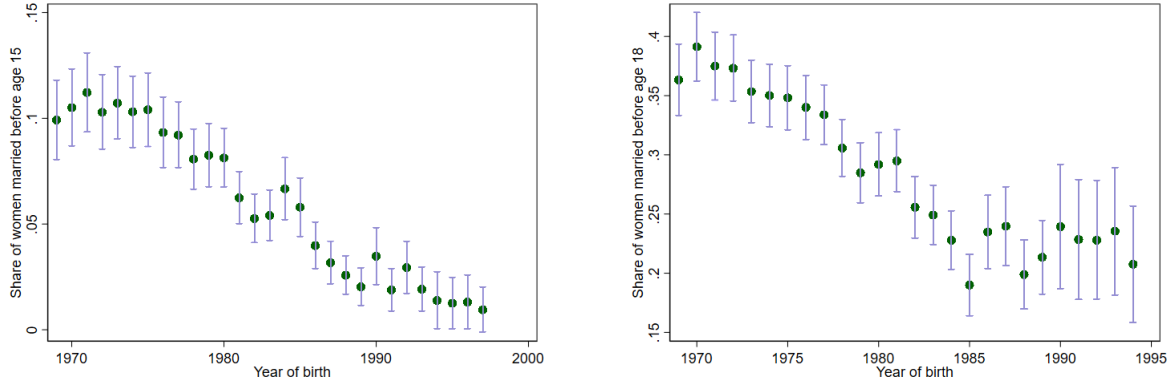 Share of women married before age 15
.15
.1
.05
0
1970 1980 1990 2000
Year of birth
Share of women married before age 18
.4
.35
.3
.25
.2
.15
1970 1975 1980 1985 1990 1995
Year of birth